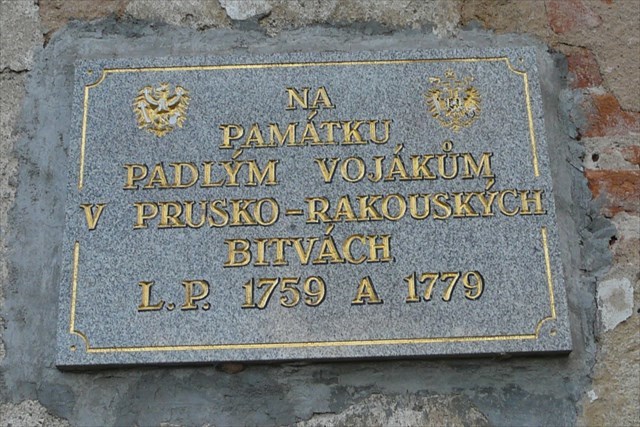 NA
PAMÁTKU
PADLÝM VOJÁKŮM
V PRUSKO-RAKOUSKÝCH
BITVÁCH
L.P. 1759 A 1779